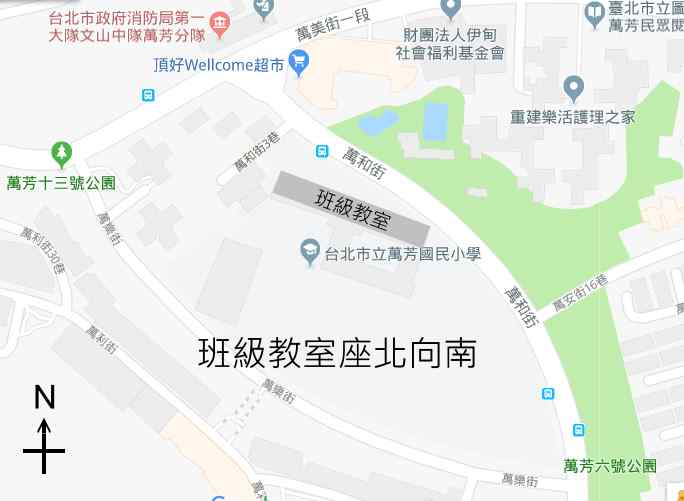 台北市政府消防局第一
大隊文山中隊萬芳分隊
萬美街一段
財團法人伊甸
社會福利基金會
臺北市立圖
萬芳民眾閱
頂好Wellcome超市
重建樂活護理之家
萬和街3巷
萬和街
萬芳十三號公園
班級教室
萬樂街
萬利街30巷
台北市立萬芳國民小學
萬安街16巷
萬和街
萬利街
班級教室座北向南
N
萬樂街
萬芳六號公園
萬樂街